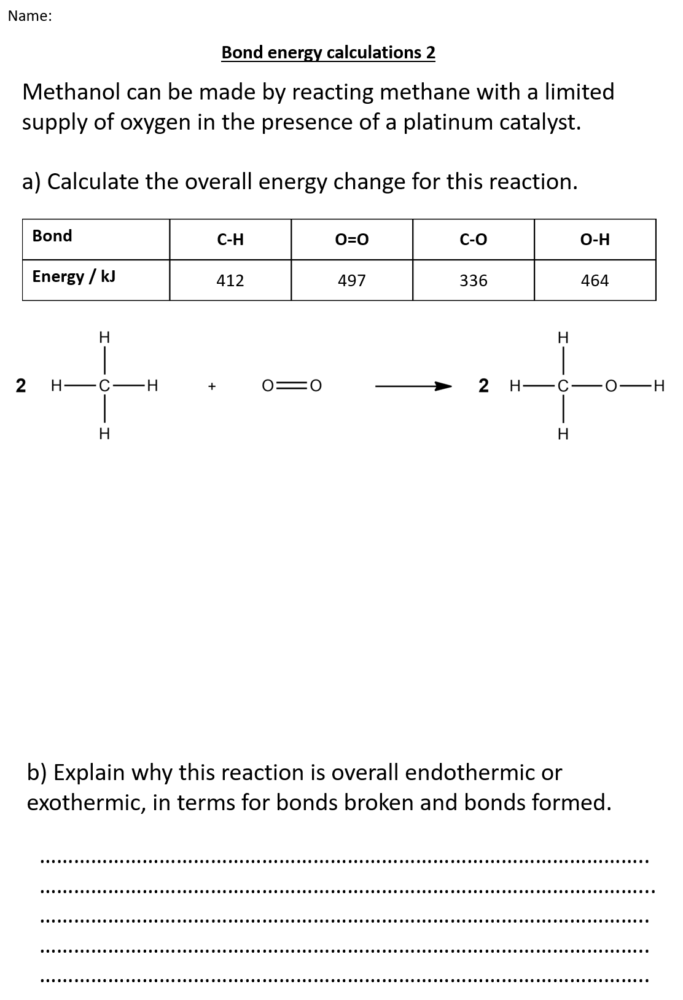 Name:
Bond energy calculations 2
Methanol can be made by reacting methane with a limited
supply of oxygen in the presence of a platinum catalyst.
a) Calculate the overall energy change for this reaction.
Bond C-H O=O C-O O-H
Energy / kJ 412 497 336 464
H H
2 H C H + O O 2 H C O H
H H
b) Explain why this reaction is overall endothermic or
exothermic, in terms for bonds broken and bonds formed.